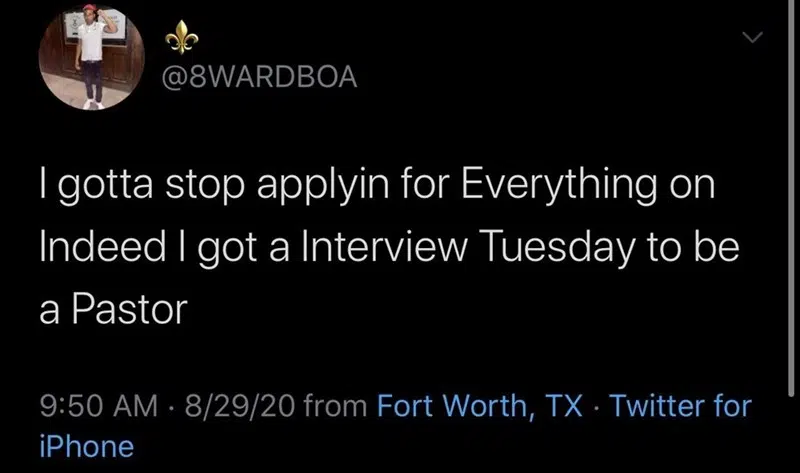 ⚜️
@8WARDBOA
I gotta stop applyin for Everything on
Indeed I got a Interview Tuesday to be
a Pastor
9:50 AM · 8/29/20 from Fort Worth, TX · Twitter for
iPhone